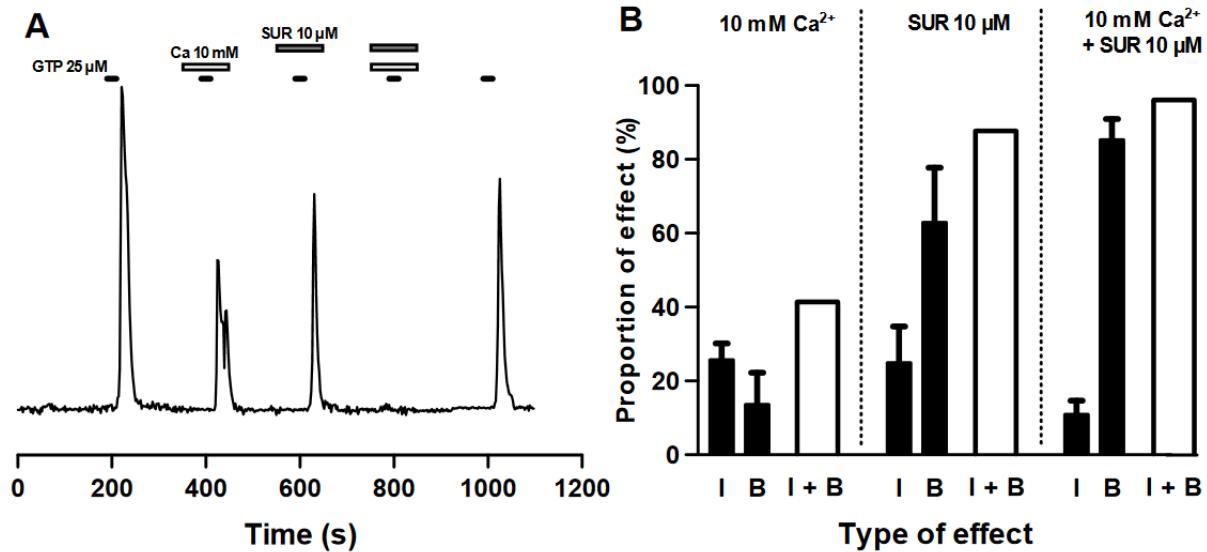 A
SUR 10 µM
Ca 10 mM
GTP 25 µM
0 200 400 600 800 1000 1200
Time (s)
B
10 mM Ca²⁺
SUR 10 µM
10 mM Ca²⁺
+ SUR 10 µM
Proportion of effect (%)
100
80
60
40
20
0
I B I + B I B I + B I B I + B
Type of effect